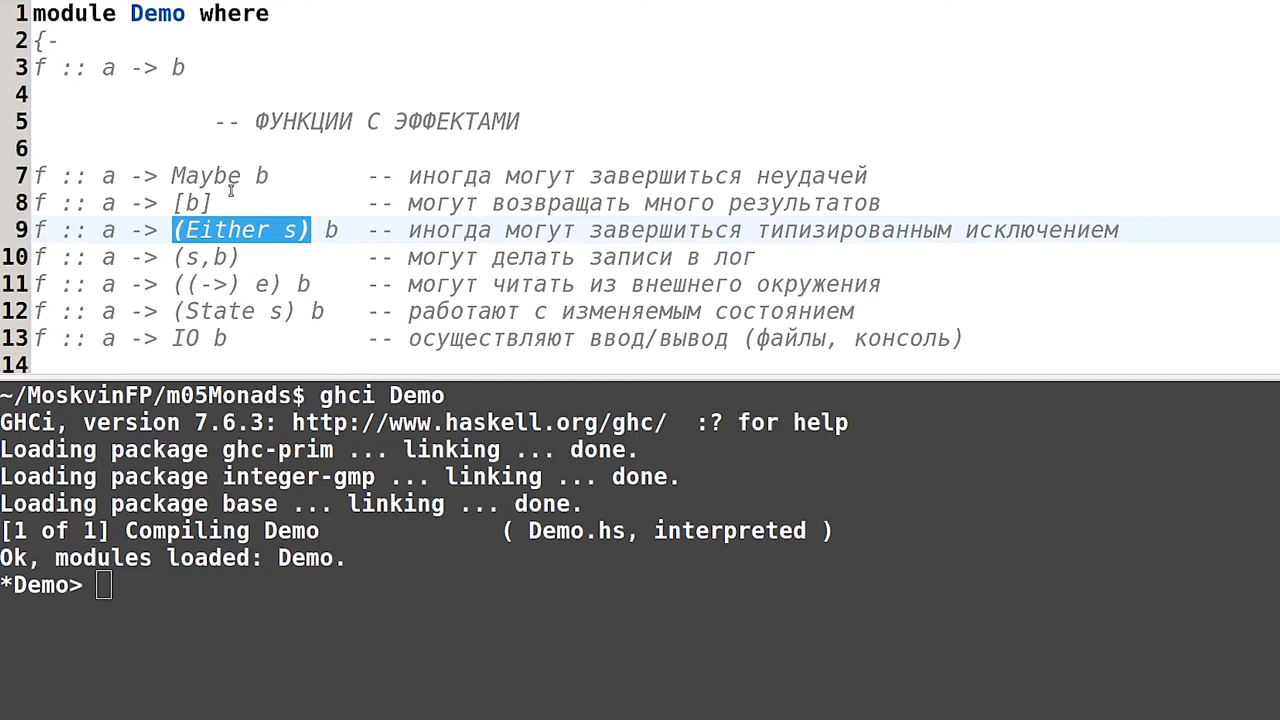 1 module Demo where
2 {-
3 f :: a -> b
4
5              -- ФУНКЦИИ С ЭФФЕКТАМИ
6
7 f :: a -> Maybe b       -- иногда могут завершиться неудачей
8 f :: a -> [b]           -- могут возвращать много результатов
9 f :: a -> (Either s) b  -- иногда могут завершиться типизированным исключением
10 f :: a -> (s,b)         -- могут делать записи в лог
11 f :: a -> ((->) e) b    -- могут читать из внешнего окружения
12 f :: a -> (State s) b   -- работают с изменяемым состоянием
13 f :: a -> IO b          -- осуществляют ввод/вывод (файлы, консоль)
14
~/MoskvinFP/m05Monads$ ghci Demo
GHCi, version 7.6.3: http://www.haskell.org/ghc/  :? for help
Loading package ghc-prim ... linking ... done.
Loading package integer-gmp ... linking ... done.
Loading package base ... linking ... done.
[1 of 1] Compiling Demo             ( Demo.hs, interpreted )
Ok, modules loaded: Demo.
*Demo>